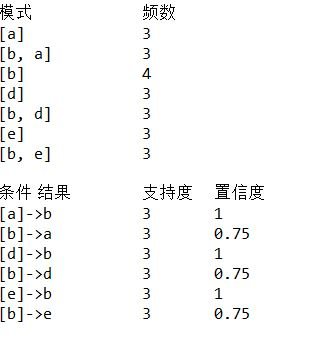 模式 频数
[a] 3
[b, a] 3
[b] 4
[d] 3
[b, d] 3
[e] 3
[b, e] 3
条件 结果 支持度 置信度
[a]->b 3 1
[b]->a 3 0.75
[d]->b 3 1
[b]->d 3 0.75
[e]->b 3 1
[b]->e 3 0.75